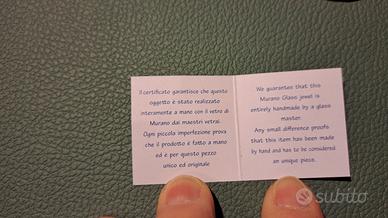 Il certificato garantisce che questo
oggetto è stato realizzato
interamente a mano con il vetro di
Murano dai maestri vetrai.
Ogni piccola imperfezione prova
che il prodotto è fatto a mano
ed è per questo pezzo
unico ed originale
We guarantee that this
Murano Glass jewel is
entirely handmade by a glass
master.
Any small difference proofs
that this item has been made
by hand and has to be considered
an unique piece.
subito